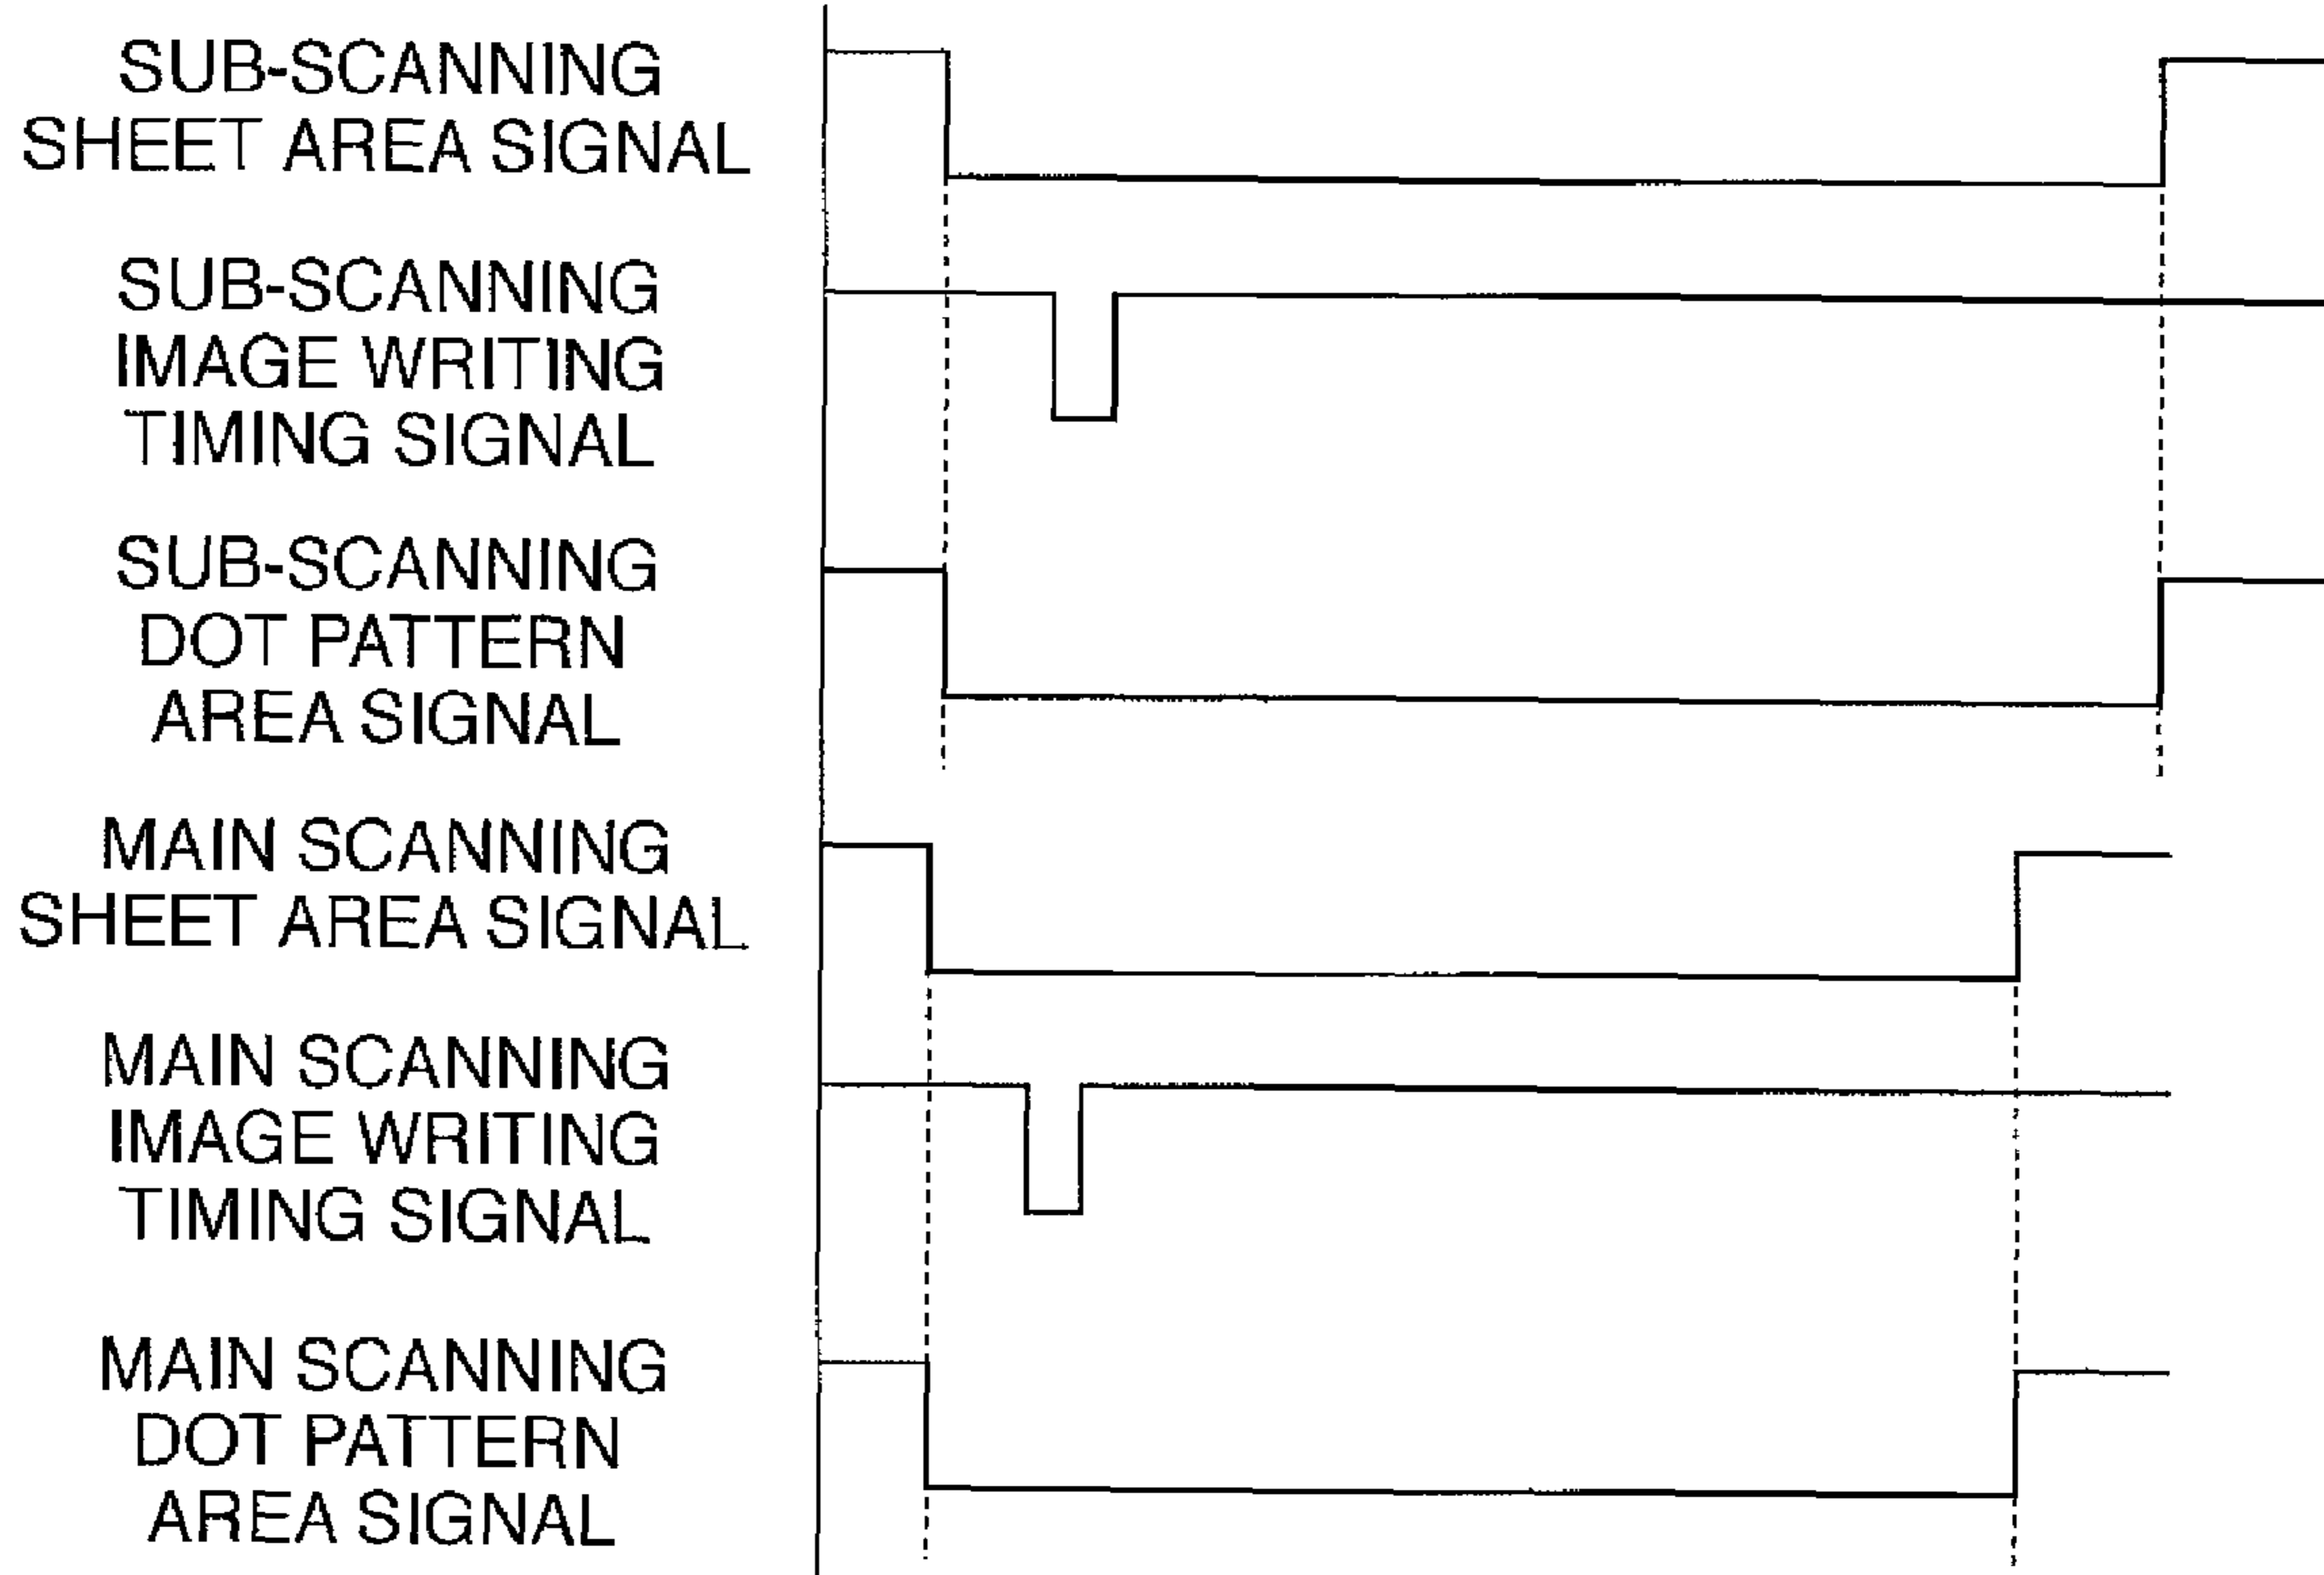 SUB-SCANNING
SHEET AREA SIGNAL
SUB-SCANNING
IMAGE WRITING
TIMING SIGNAL
SUB-SCANNING
DOT PATTERN
AREA SIGNAL
MAIN SCANNING
SHEET AREA SIGNAL
MAIN SCANNING
IMAGE WRITING
TIMING SIGNAL
MAIN SCANNING
DOT PATTERN
AREA SIGNAL